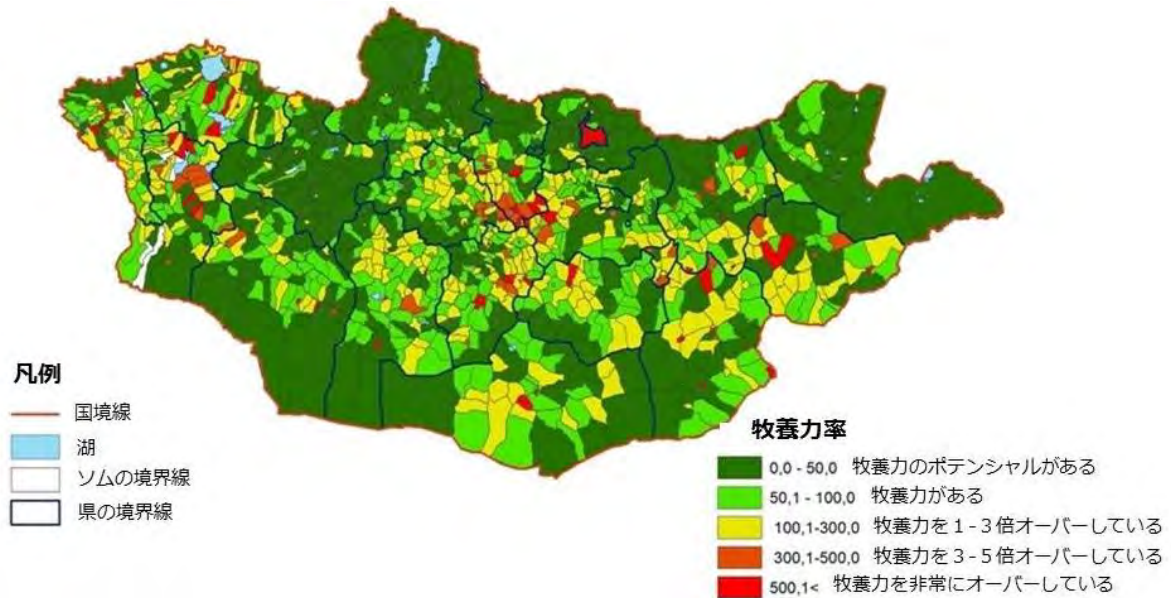 凡例
国境線
湖
ソムの境界線
県の境界線
牧養力率
0,0 - 50,0 牧養力のポテンシャルがある
50,1 - 100,0 牧養力がある
100,1-300,0 牧養力を１-３倍オーバーしている
300,1-500,0 牧養力を３-５倍オーバーしている
500,1< 牧養力を非常にオーバーしている